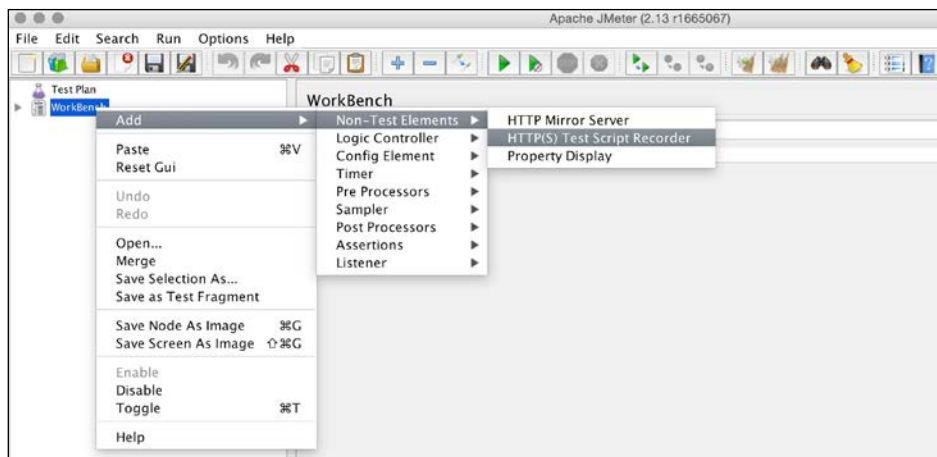 Apache JMeter (2.13 r1665067)
File Edit Search Run Options Help
Test Plan
WorkBench
WorkBench
Add
Paste ⌘V
Reset Gui
Undo
Redo
Open...
Merge
Save Selection As...
Save as Test Fragment
Save Node As Image ⌘G
Save Screen As Image ⇧⌘G
Enable
Disable
Toggle ⌘T
Help
Non-Test Elements
Logic Controller
Config Element
Timer
Pre Processors
Sampler
Post Processors
Assertions
Listener
HTTP Mirror Server
HTTP(S) Test Script Recorder
Property Display